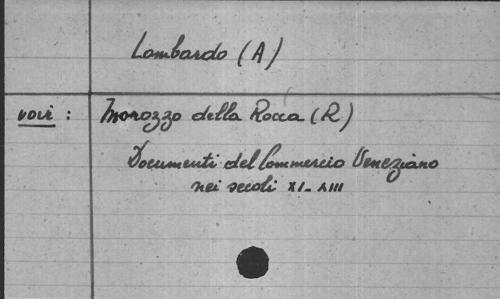 Lombardo (A)
voir : Morozzo della Rocca (R)
Documenti del Commercio Veneziano
nei secoli XI-XIII